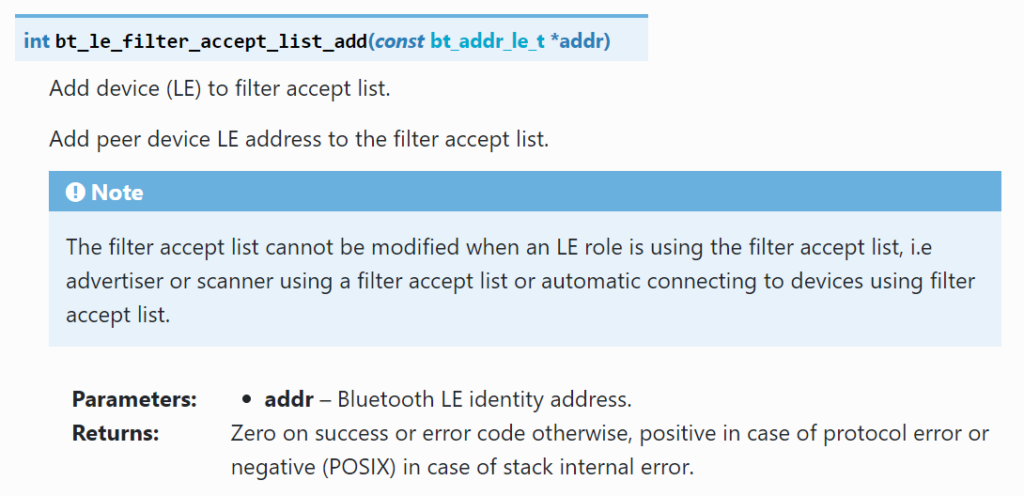 int bt_le_filter_accept_list_add(const bt_addr_le_t *addr)
Add device (LE) to filter accept list.
Add peer device LE address to the filter accept list.
Note
The filter accept list cannot be modified when an LE role is using the filter accept list, i.e
advertiser or scanner using a filter accept list or automatic connecting to devices using filter
accept list.
Parameters: • addr – Bluetooth LE identity address.
Returns: Zero on success or error code otherwise, positive in case of protocol error or
negative (POSIX) in case of stack internal error.